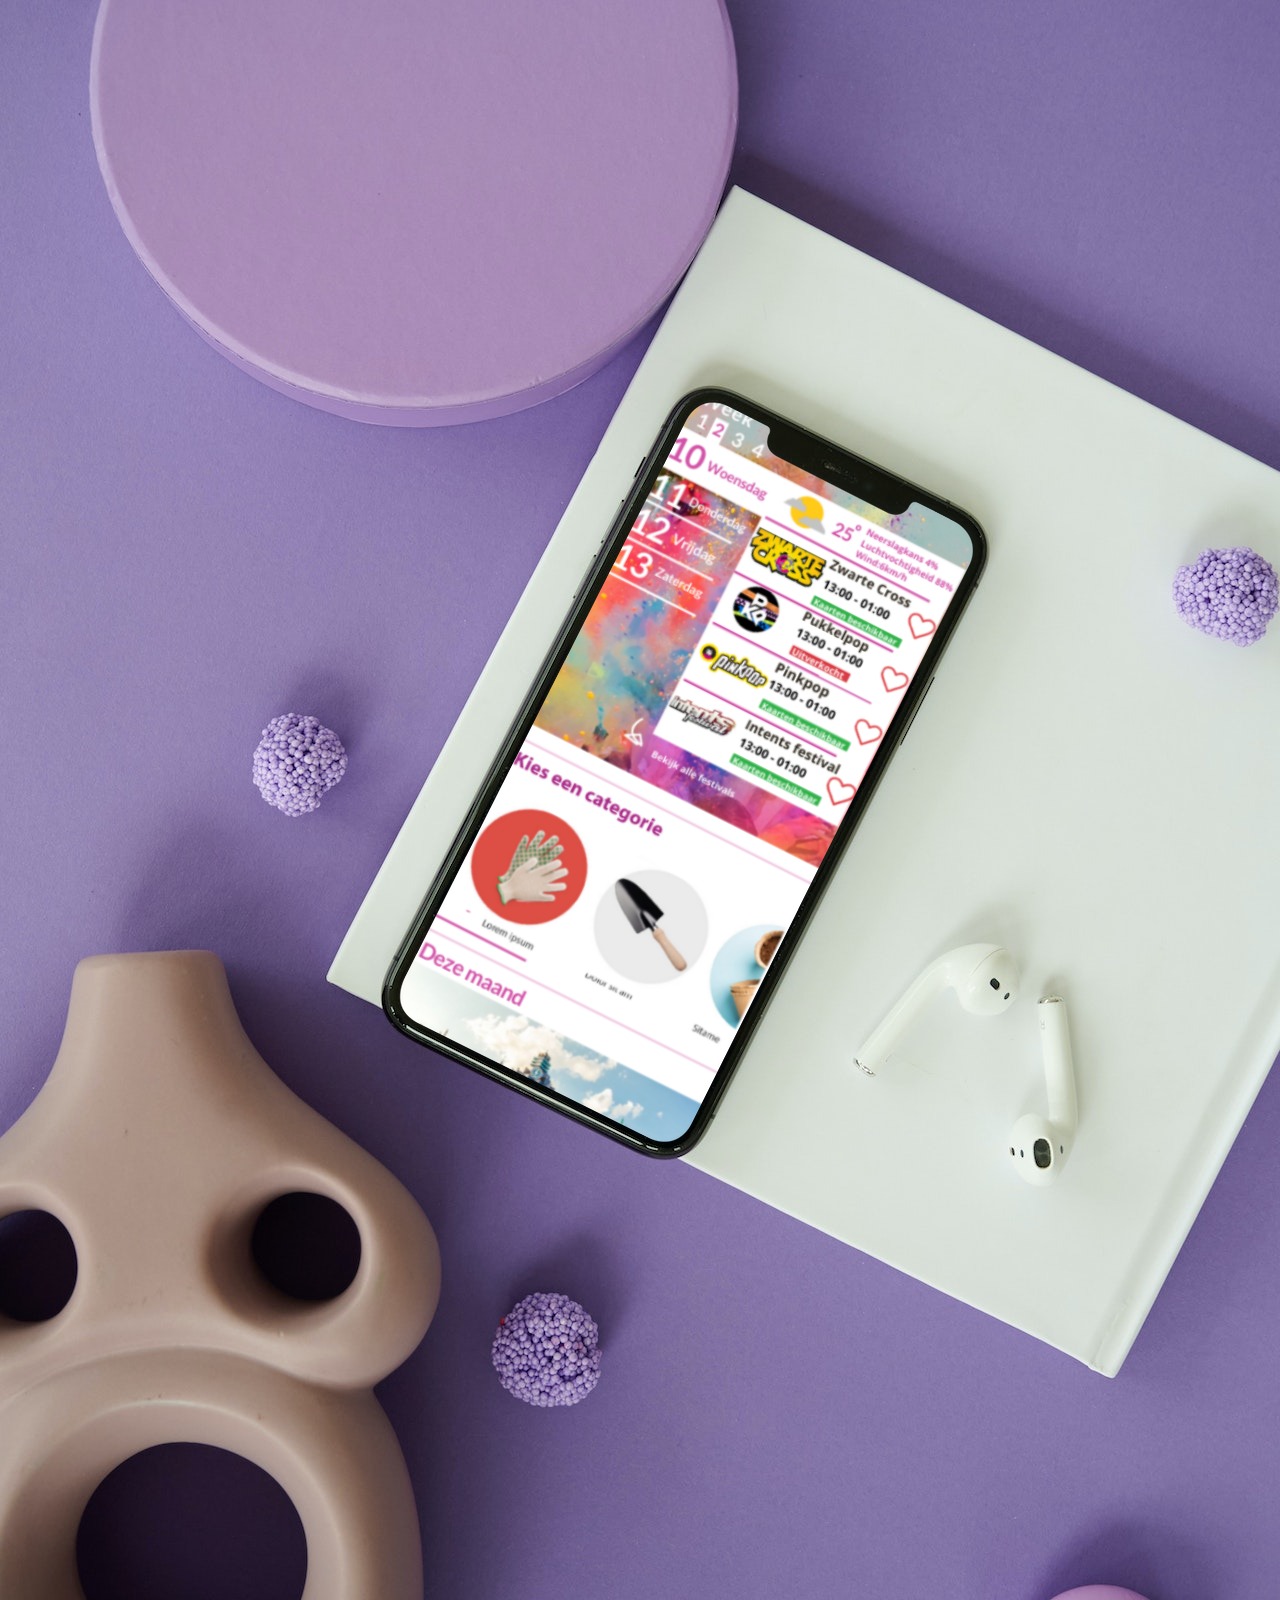 Week
1 2 3 4
10 Woensdag
11 Donderdag
12 Vrijdag
13 Zaterdag
25°
Neerslagkans 4%
Luchtvochtigheid 88%
Wind:6km/h
ZWARTE
CROSS
Zwarte Cross
13:00 - 01:00
Kaarten beschikbaar
Pukkelpop
13:00 - 01:00
Uitverkocht
PINKPOP
Pinkpop
13:00 - 01:00
Kaarten beschikbaar
intents
festival
Intents festival
13:00 - 01:00
Kaarten beschikbaar
Bekijk alle festivals
Kies een categorie
Lorem ipsum
Sitame
Deze maand